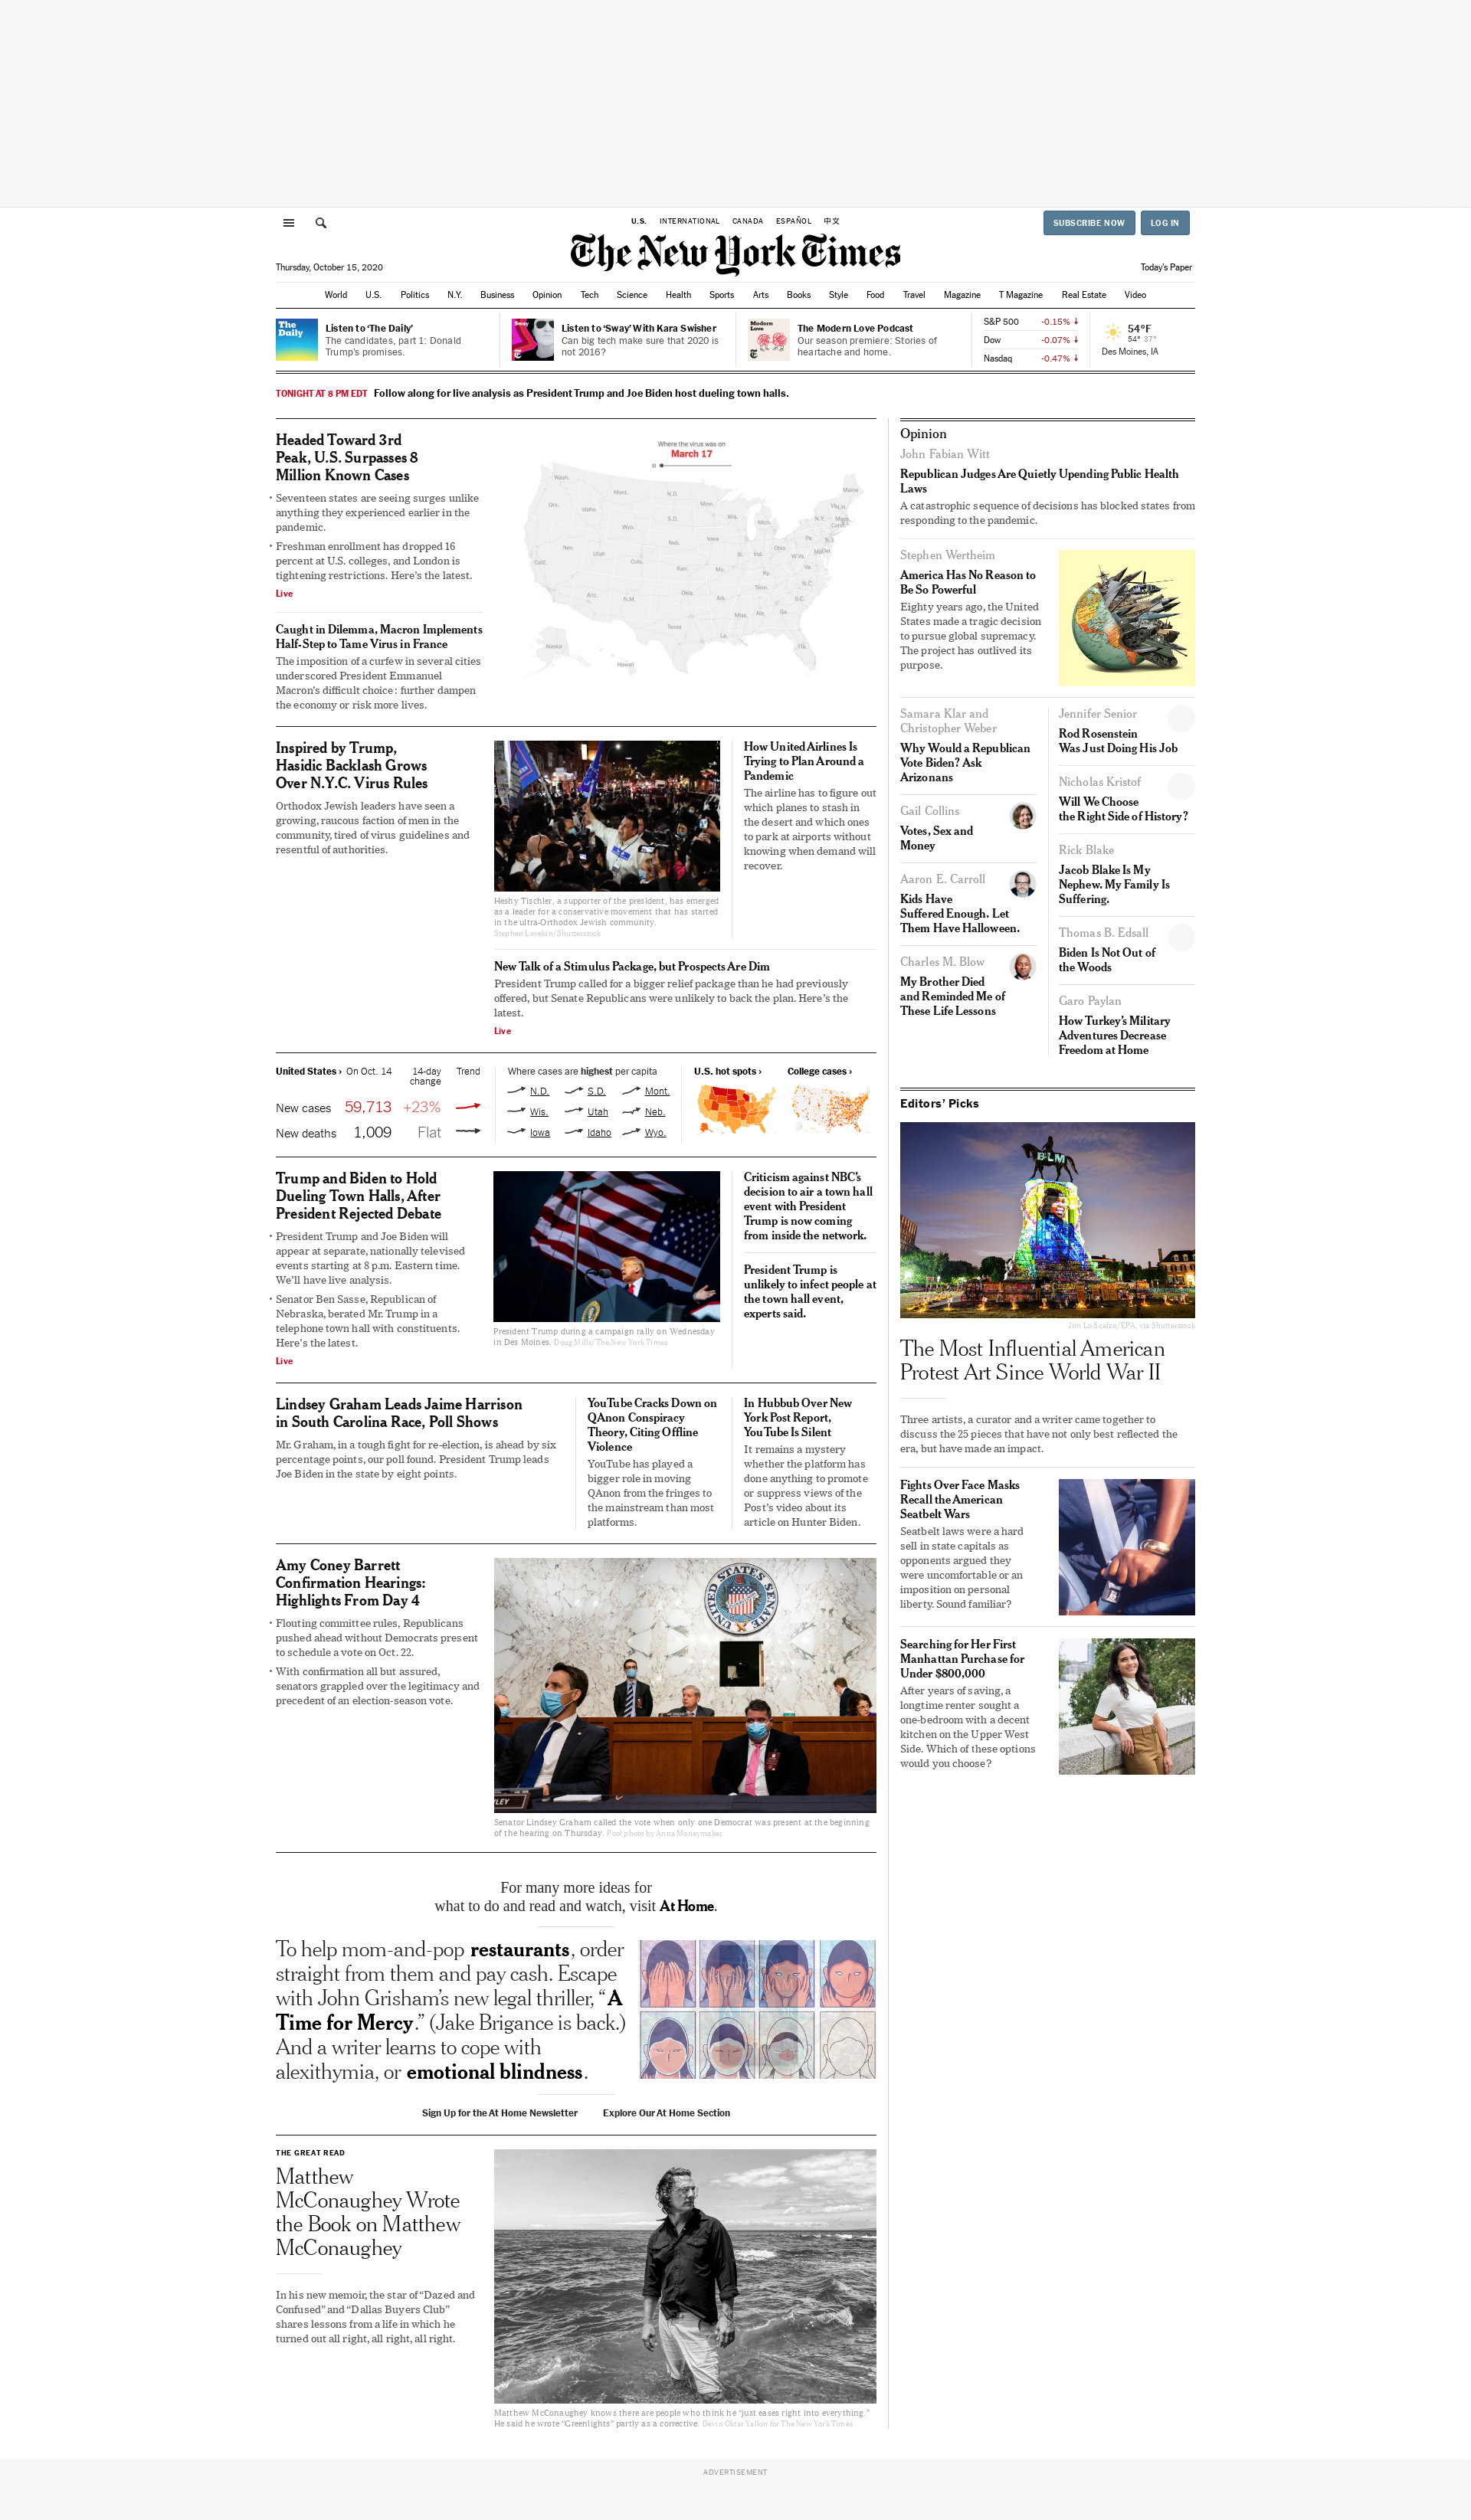 U.S. INTERNATIONAL CANADA ESPAÑOL 中文
SUBSCRIBE NOW LOG IN
The New York Times
Thursday, October 15, 2020
Today's Paper
World U.S. Politics N.Y. Business Opinion Tech Science Health Sports Arts Books Style Food Travel Magazine T Magazine Real Estate Video
The
Daily
Listen to ‘The Daily’
The candidates, part 1: Donald
Trump’s promises.
Sway
Listen to ‘Sway’ With Kara Swisher
Can big tech make sure that 2020 is
not 2016?
Modern
Love
The Modern Love Podcast
Our season premiere: Stories of
heartache and home.
S&P 500 -0.15%
Dow -0.07%
Nasdaq -0.47%
54°F
54° 37°
Des Moines, IA
TONIGHT AT 8 PM EDT Follow along for live analysis as President Trump and Joe Biden host dueling town halls.
Headed Toward 3rd
Peak, U.S. Surpasses 8
Million Known Cases
• Seventeen states are seeing surges unlike
anything they experienced earlier in the
pandemic.
• Freshman enrollment has dropped 16
percent at U.S. colleges, and London is
tightening restrictions. Here’s the latest.
Live
Caught in Dilemma, Macron Implements
Half-Step to Tame Virus in France
The imposition of a curfew in several cities
underscored President Emmanuel
Macron’s difficult choice: further dampen
the economy or risk more lives.
Where the virus was on
March 17
Wash.
Mont.
N.D.
Minn.
Maine
Ore.
Idaho
S.D.
Wis.
Mich.
N.Y.
Wyo.
Iowa
Neb.
Nev.
Utah
Colo.
Ill.
Ind.
Ohio
Pa.
Calif.
Kan.
Mo.
Ky.
W.Va.
Va.
Ariz.
N.M.
Okla.
Ark.
Tenn.
N.C.
S.C.
Texas
La.
Miss.
Ala.
Ga.
Fla.
Alaska
Hawaii
Inspired by Trump,
Hasidic Backlash Grows
Over N.Y.C. Virus Rules
Orthodox Jewish leaders have seen a
growing, raucous faction of men in the
community, tired of virus guidelines and
resentful of authorities.
Heshy Tischler, a supporter of the president, has emerged
as a leader for a conservative movement that has started
in the ultra-Orthodox Jewish community.
Stephen Lovekin/Shutterstock
How United Airlines Is
Trying to Plan Around a
Pandemic
The airline has to figure out
which planes to stash in
the desert and which ones
to park at airports without
knowing when demand will
recover.
New Talk of a Stimulus Package, but Prospects Are Dim
President Trump called for a bigger relief package than he had previously
offered, but Senate Republicans were unlikely to back the plan. Here’s the
latest.
Live
United States › On Oct. 14 14-day
change Trend
New cases 59,713 +23%
New deaths 1,009 Flat
Where cases are highest per capita
N.D. S.D. Mont.
Wis. Utah Neb.
Iowa Idaho Wyo.
U.S. hot spots › College cases ›
Trump and Biden to Hold
Dueling Town Halls, After
President Rejected Debate
• President Trump and Joe Biden will
appear at separate, nationally televised
events starting at 8 p.m. Eastern time.
We’ll have live analysis.
• Senator Ben Sasse, Republican of
Nebraska, berated Mr. Trump in a
telephone town hall with constituents.
Here’s the latest.
Live
President Trump during a campaign rally on Wednesday
in Des Moines. Doug Mills/The New York Times
Criticism against NBC’s
decision to air a town hall
event with President
Trump is now coming
from inside the network.
President Trump is
unlikely to infect people at
the town hall event,
experts said.
Lindsey Graham Leads Jaime Harrison
in South Carolina Race, Poll Shows
Mr. Graham, in a tough fight for re-election, is ahead by six
percentage points, our poll found. President Trump leads
Joe Biden in the state by eight points.
YouTube Cracks Down on
QAnon Conspiracy
Theory, Citing Offline
Violence
YouTube has played a
bigger role in moving
QAnon from the fringes to
the mainstream than most
platforms.
In Hubbub Over New
York Post Report,
YouTube Is Silent
It remains a mystery
whether the platform has
done anything to promote
or suppress views of the
Post’s video about its
article on Hunter Biden.
Amy Coney Barrett
Confirmation Hearings:
Highlights From Day 4
• Flouting committee rules, Republicans
pushed ahead without Democrats present
to schedule a vote on Oct. 22.
• With confirmation all but assured,
senators grappled over the legitimacy and
precedent of an election-season vote.
UNITED STATES SENATE
Senator Lindsey Graham called the vote when only one Democrat was present at the beginning
of the hearing on Thursday. Pool photo by Anna Moneymaker
For many more ideas for
what to do and read and watch, visit At Home.
To help mom-and-pop restaurants, order
straight from them and pay cash. Escape
with John Grisham’s new legal thriller, “A
Time for Mercy.” (Jake Brigance is back.)
And a writer learns to cope with
alexithymia, or emotional blindness.
Sign Up for the At Home Newsletter Explore Our At Home Section
THE GREAT READ
Matthew
McConaughey Wrote
the Book on Matthew
McConaughey
In his new memoir, the star of “Dazed and
Confused” and “Dallas Buyers Club”
shares lessons from a life in which he
turned out all right, all right, all right.
Matthew McConaughey knows there are people who think he “just eases right into everything.”
He said he wrote “Greenlights” partly as a corrective. Devin Oktar Yalkin for The New York Times
Opinion
John Fabian Witt
Republican Judges Are Quietly Upending Public Health
Laws
A catastrophic sequence of decisions has blocked states from
responding to the pandemic.
Stephen Wertheim
America Has No Reason to
Be So Powerful
Eighty years ago, the United
States made a tragic decision
to pursue global supremacy.
The project has outlived its
purpose.
Samara Klar and
Christopher Weber
Why Would a Republican
Vote Biden? Ask
Arizonans
Gail Collins
Votes, Sex and
Money
Aaron E. Carroll
Kids Have
Suffered Enough. Let
Them Have Halloween.
Charles M. Blow
My Brother Died
and Reminded Me of
These Life Lessons
Jennifer Senior
Rod Rosenstein
Was Just Doing His Job
Nicholas Kristof
Will We Choose
the Right Side of History?
Rick Blake
Jacob Blake Is My
Nephew. My Family Is
Suffering.
Thomas B. Edsall
Biden Is Not Out of
the Woods
Garo Paylan
How Turkey’s Military
Adventures Decrease
Freedom at Home
Editors’ Picks
BLM
Jim LoScalzo/EPA, via Shutterstock
The Most Influential American
Protest Art Since World War II
Three artists, a curator and a writer came together to
discuss the 25 pieces that have not only best reflected the
era, but have made an impact.
Fights Over Face Masks
Recall the American
Seatbelt Wars
Seatbelt laws were a hard
sell in state capitals as
opponents argued they
were uncomfortable or an
imposition on personal
liberty. Sound familiar?
Searching for Her First
Manhattan Purchase for
Under $800,000
After years of saving, a
longtime renter sought a
one-bedroom with a decent
kitchen on the Upper West
Side. Which of these options
would you choose?
ADVERTISEMENT